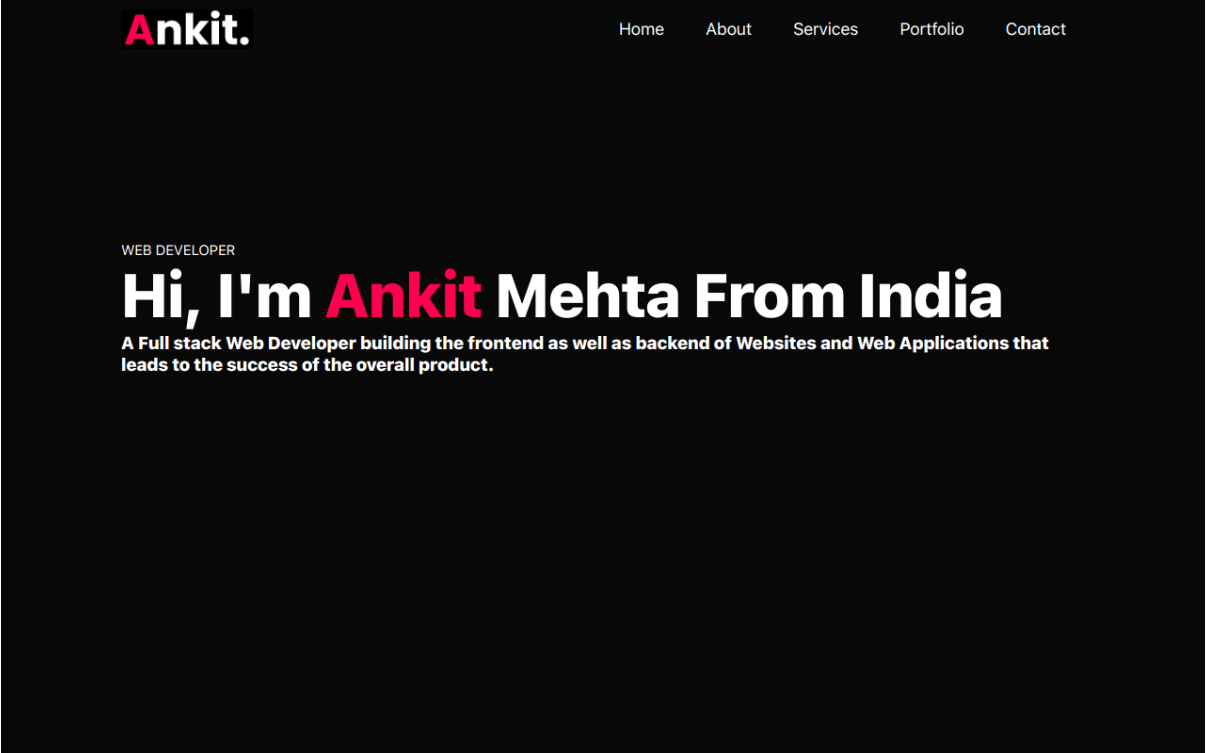 Ankit.
Home About Services Portfolio Contact
WEB DEVELOPER
Hi, I'm Ankit Mehta From India
A Full stack Web Developer building the frontend as well as backend of Websites and Web Applications that
leads to the success of the overall product.